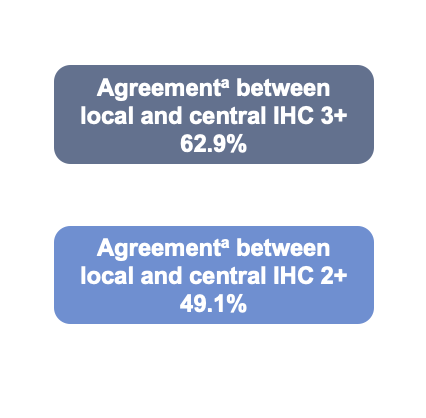 Agreementª between
local and central IHC 3+
62.9%
Agreementª between
local and central IHC 2+
49.1%